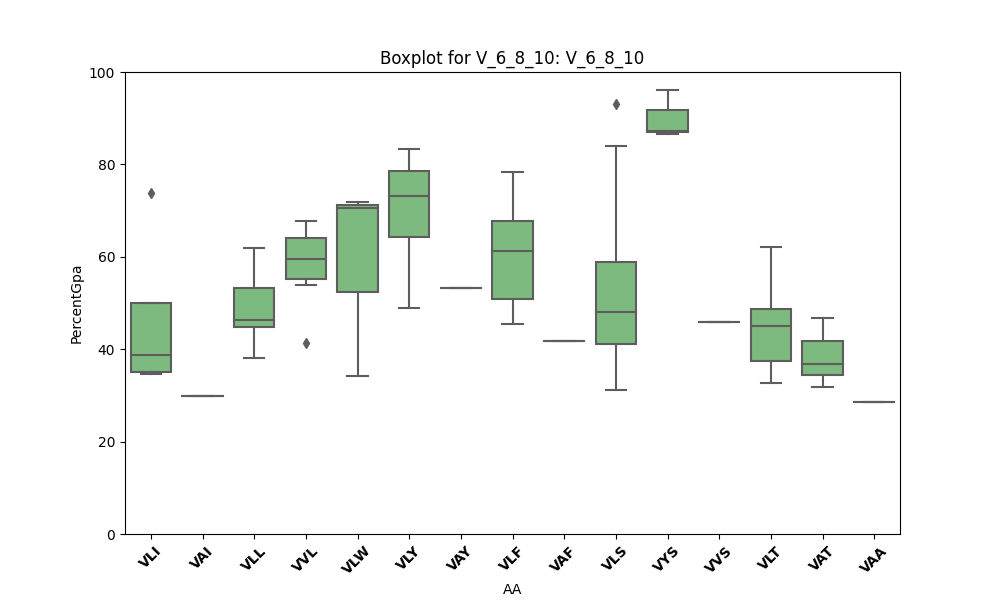 Boxplot for V_6_8_10: V_6_8_10
100
80
60
40
20
0
PercentGpa
VLI VAI VLL VVL VLW VLY VAY VLF VAF VLS VYS VVS VLT VAT VAA
AA